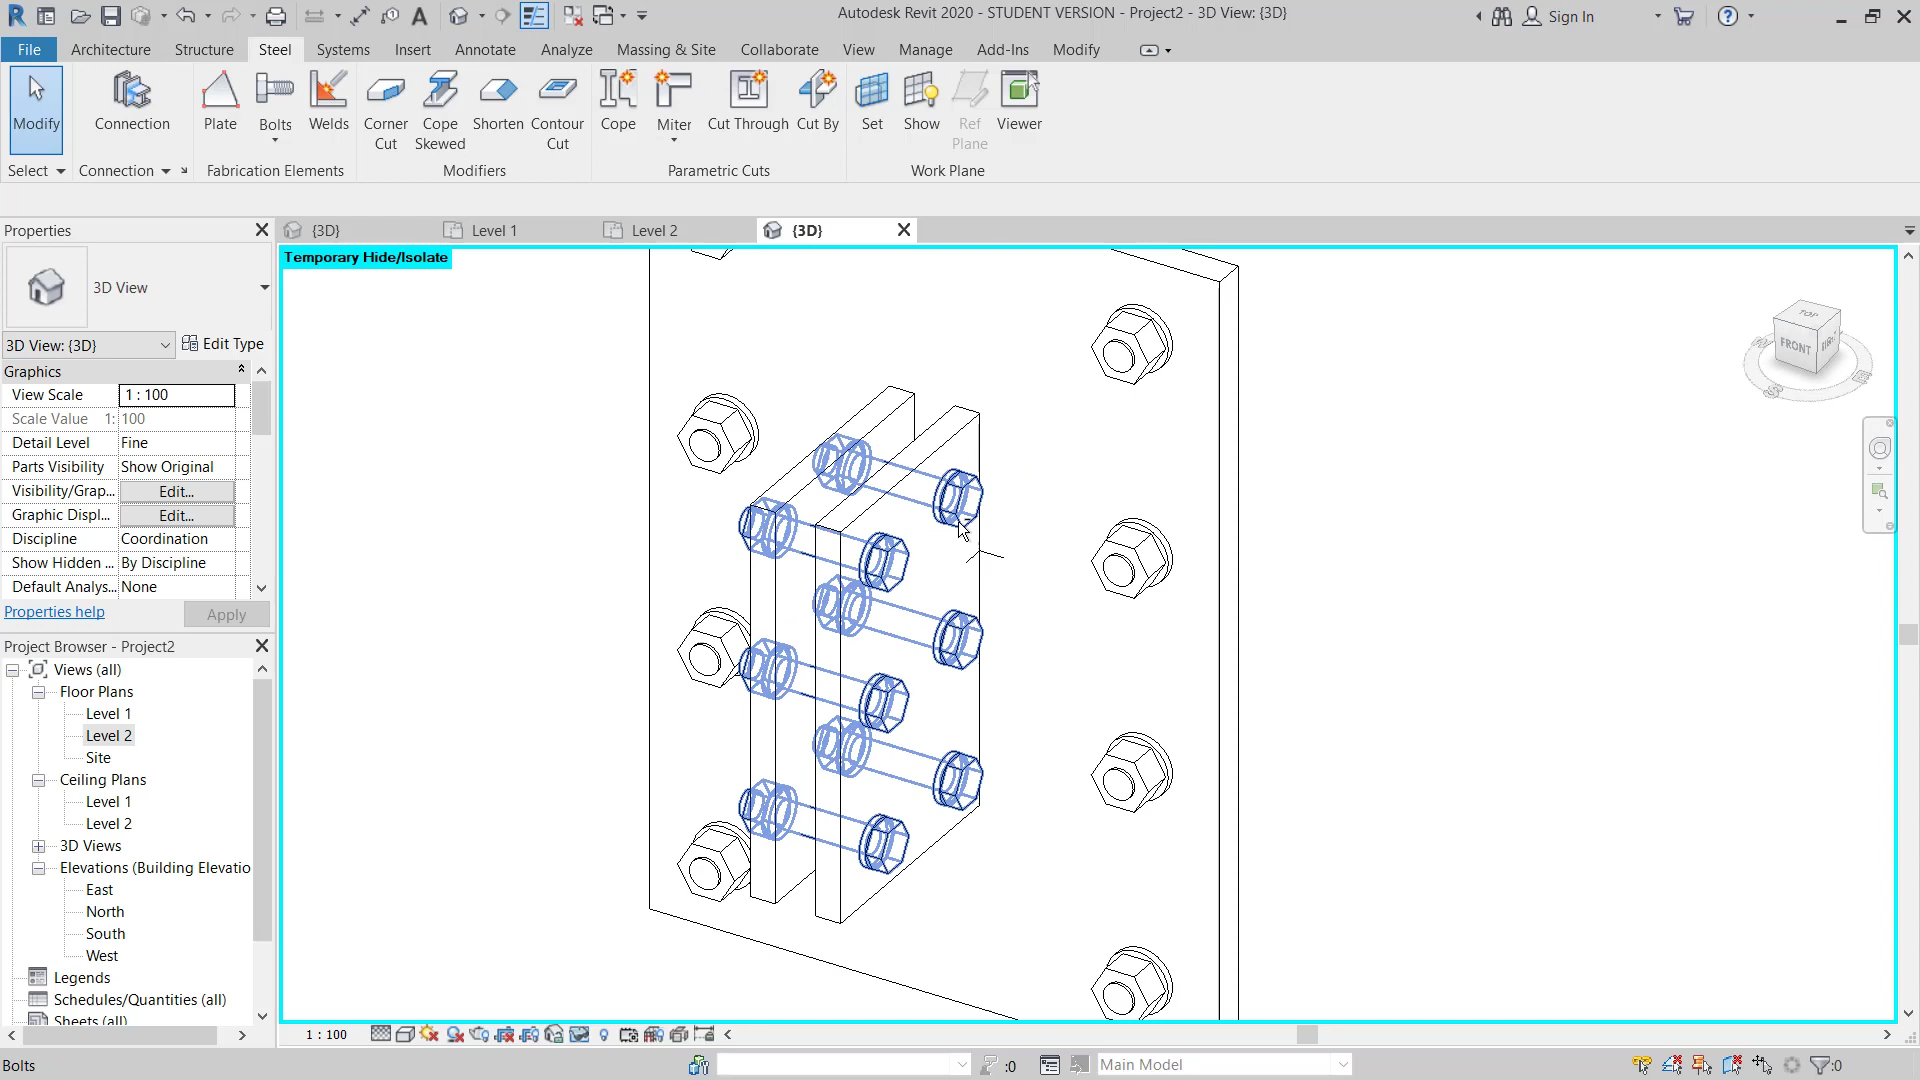 Autodesk Revit 2020 - STUDENT VERSION - Project2 - 3D View: {3D}
Sign In
File Architecture Structure Steel Systems Insert Annotate Analyze Massing & Site Collaborate View Manage Add-Ins Modify
Modify Connection Plate Bolts Welds Corner Cut Cope Skewed Shorten Contour Cut Cope Miter Cut Through Cut By Set Show Ref Plane Viewer
Select Connection Fabrication Elements Modifiers Parametric Cuts Work Plane
Properties
{3D} Level 1 Level 2 {3D}
Temporary Hide/Isolate
3D View
3D View: {3D} Edit Type
Graphics
View Scale 1 : 100
Scale Value 1: 100
Detail Level Fine
Parts Visibility Show Original
Visibility/Grap... Edit...
Graphic Displ... Edit...
Discipline Coordination
Show Hidden ... By Discipline
Default Analys... None
Properties help Apply
Project Browser - Project2
Views (all)
Floor Plans
Level 1
Level 2
Site
Ceiling Plans
Level 1
Level 2
3D Views
Elevations (Building Elevatio
East
North
South
West
Legends
Schedules/Quantities (all)
Sheets (all)
TOP
FRONT
1 : 100
Bolts
:0
Main Model
:0